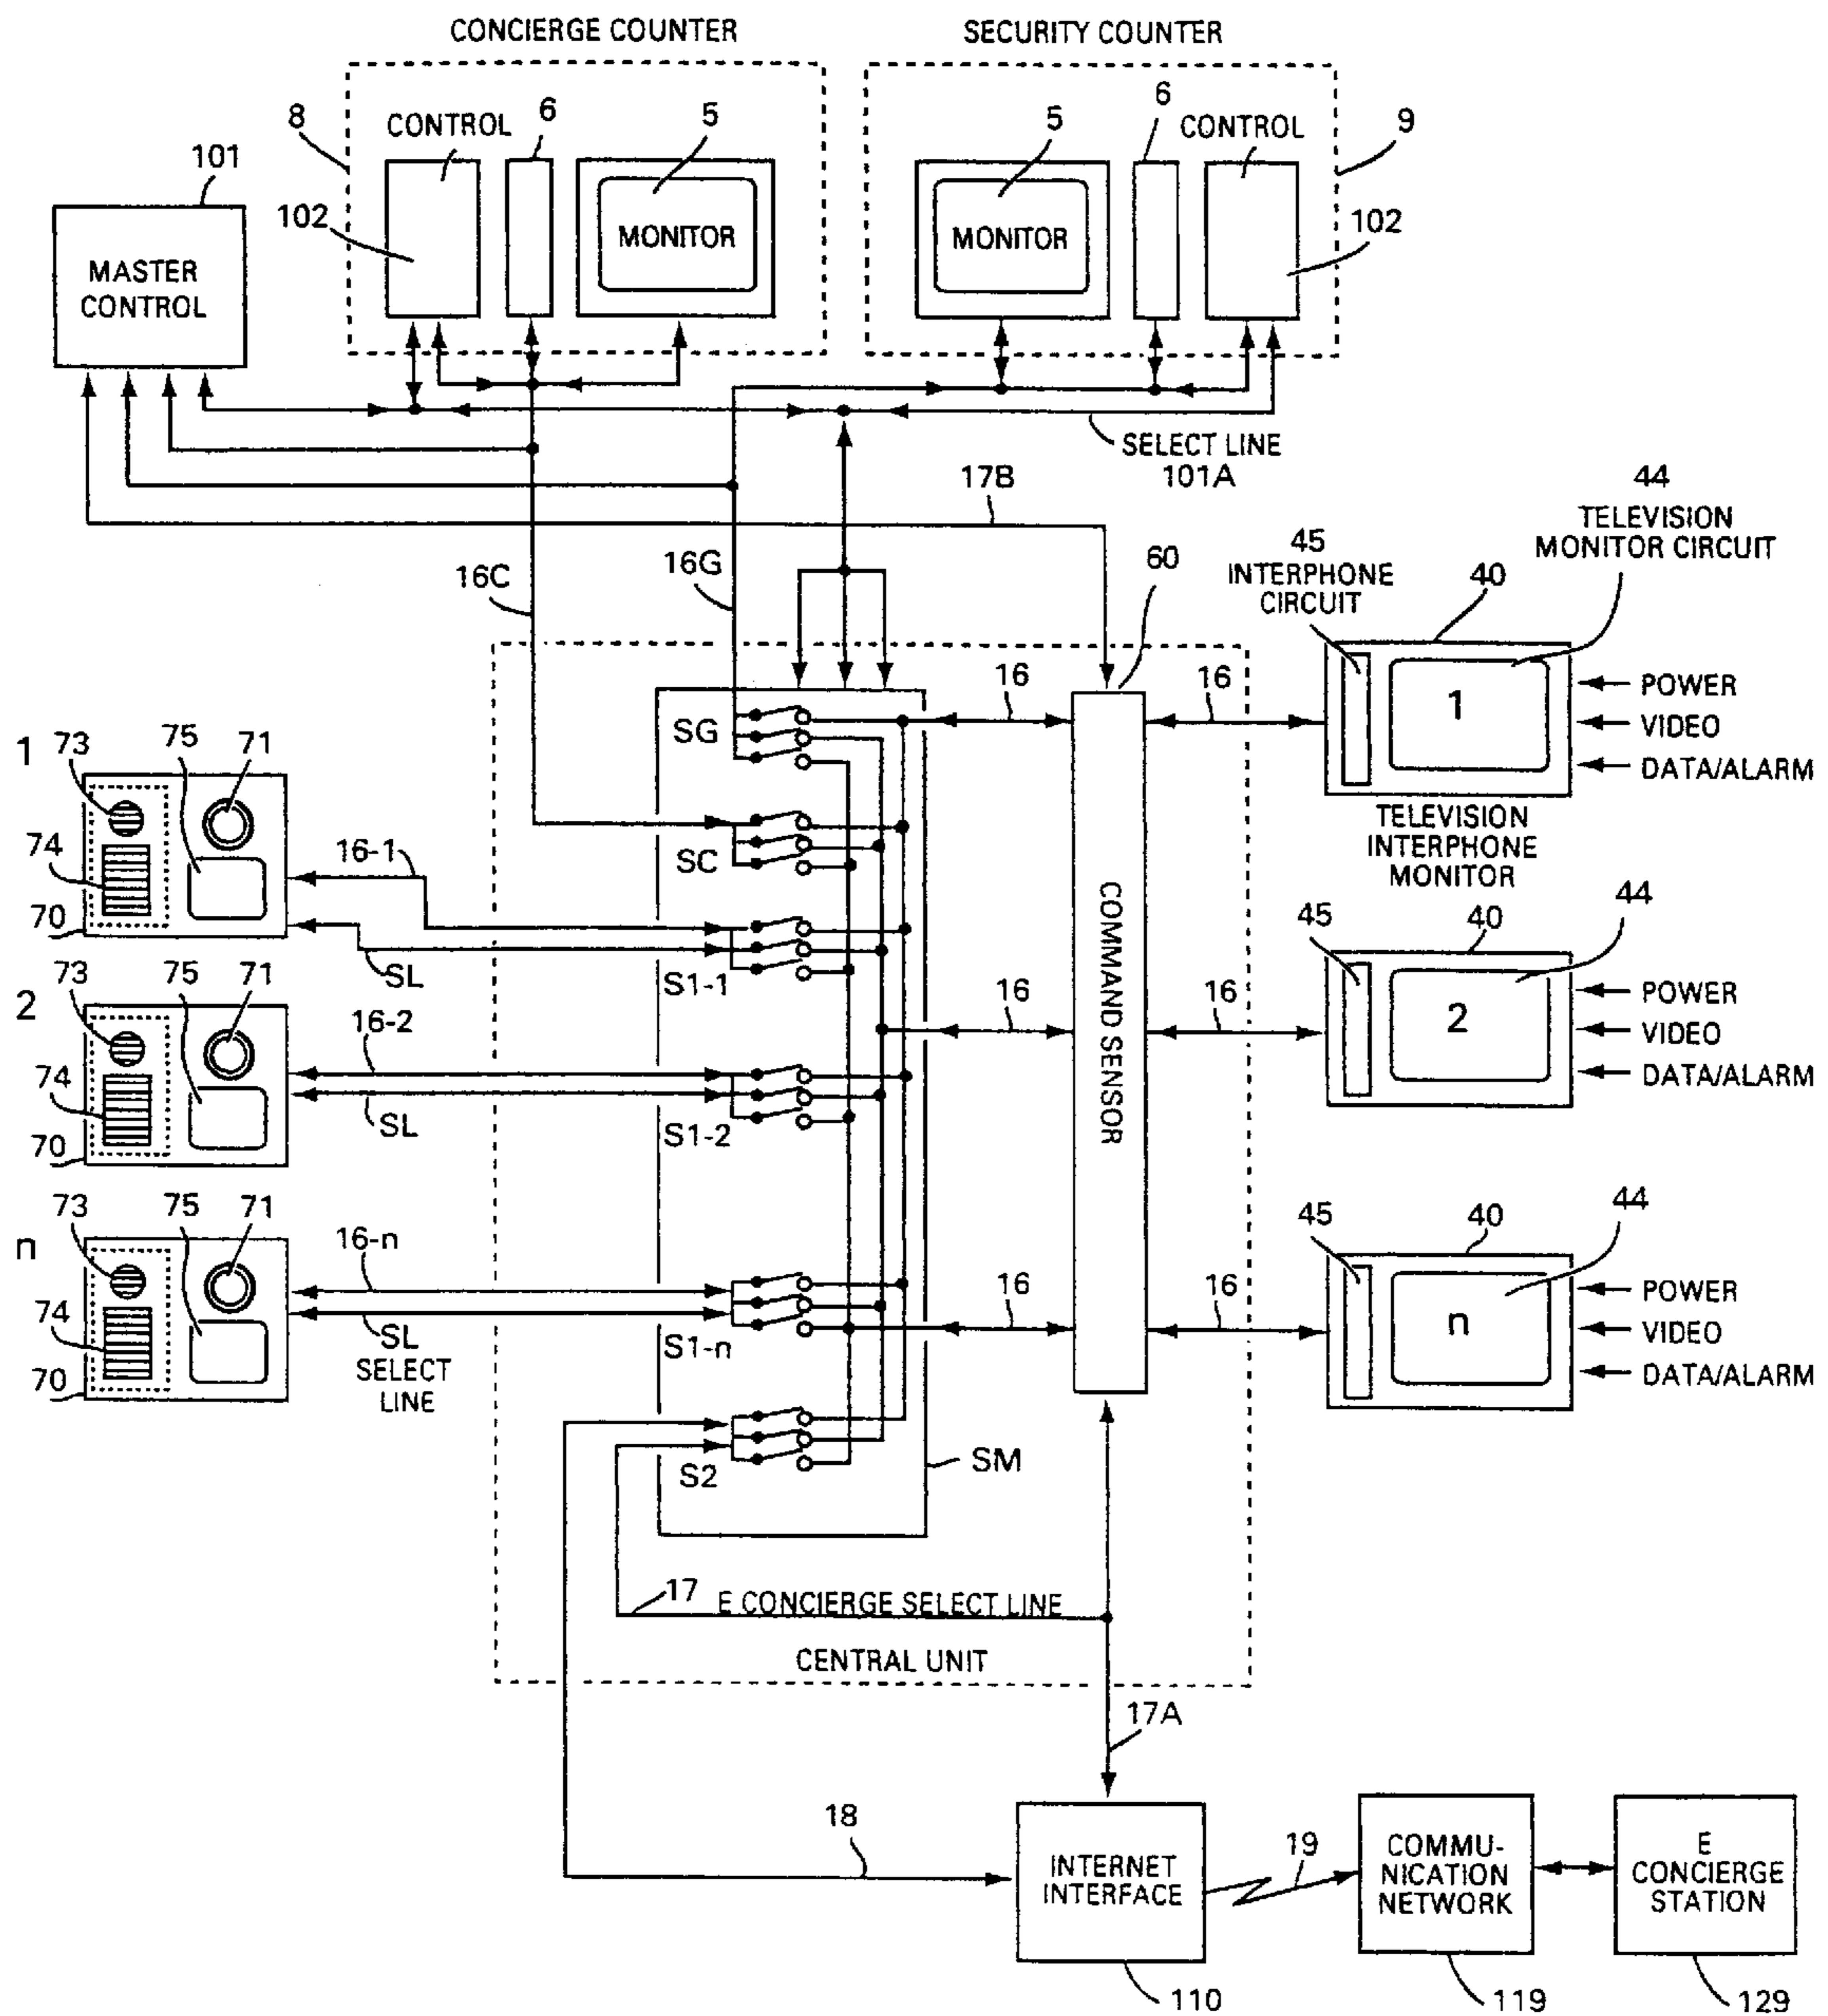 CONCIERGE COUNTER
SECURITY COUNTER
8
CONTROL
6
5
5
6
CONTROL
9
101
102
MONITOR
MONITOR
102
MASTER
CONTROL
SELECT LINE
101A
17B
44
TELEVISION
MONITOR CIRCUIT
45
INTERPHONE
CIRCUIT
40
16C
16G
60
16
16
1
POWER
VIDEO
DATA/ALARM
SG
TELEVISION
INTERPHONE
MONITOR
1
73
75
71
74
70
16-1
SL
SC
S1-1
COMMAND SENSOR
2
73
75
71
74
70
16-2
SL
S1-2
16
16
45
40
44
2
POWER
VIDEO
DATA/ALARM
n
73
75
71
74
70
16-n
SL
SELECT
LINE
S1-n
16
16
45
40
44
n
POWER
VIDEO
DATA/ALARM
S2
SM
17
E CONCIERGE SELECT LINE
CENTRAL UNIT
17A
18
INTERNET
INTERFACE
19
COMMU-
NICATION
NETWORK
E
CONCIERGE
STATION
110
119
129